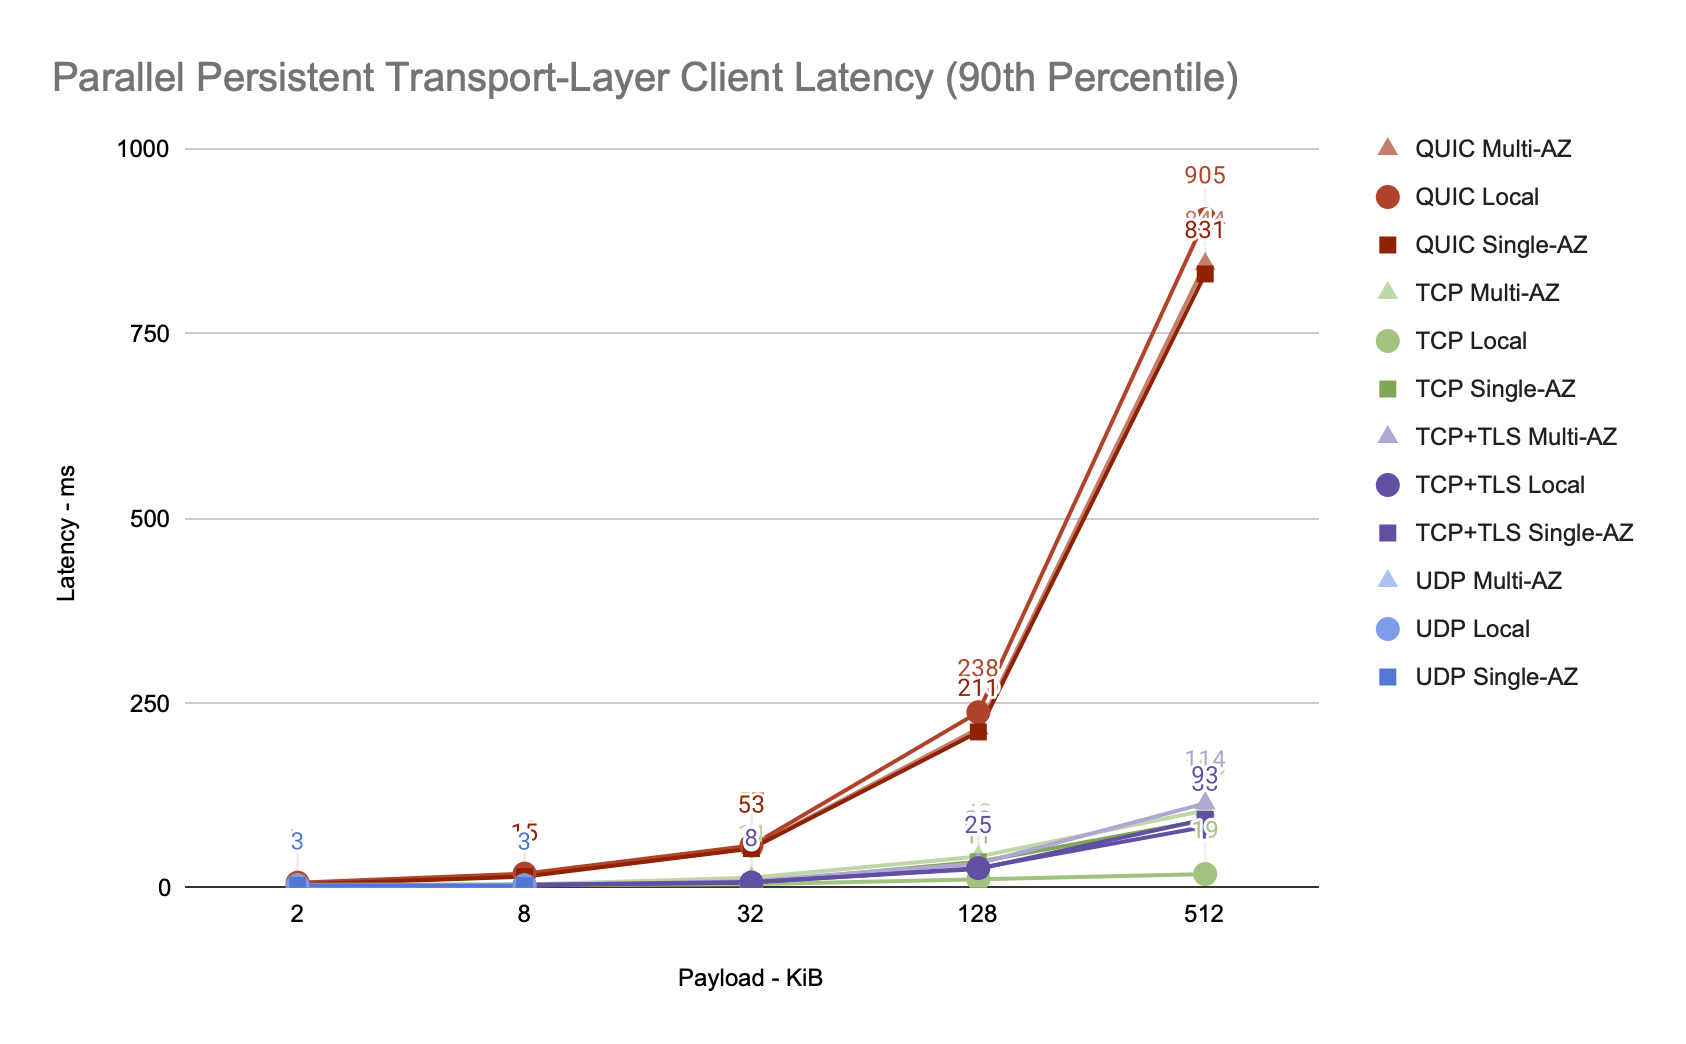 Parallel Persistent Transport-Layer Client Latency (90th Percentile)
1000
750
500
250
0
Latency - ms
905
831
238
211
114
93
53
25
19
15
8
3
3
2
8
32
128
512
Payload - KiB
QUIC Multi-AZ
QUIC Local
QUIC Single-AZ
TCP Multi-AZ
TCP Local
TCP Single-AZ
TCP+TLS Multi-AZ
TCP+TLS Local
TCP+TLS Single-AZ
UDP Multi-AZ
UDP Local
UDP Single-AZ